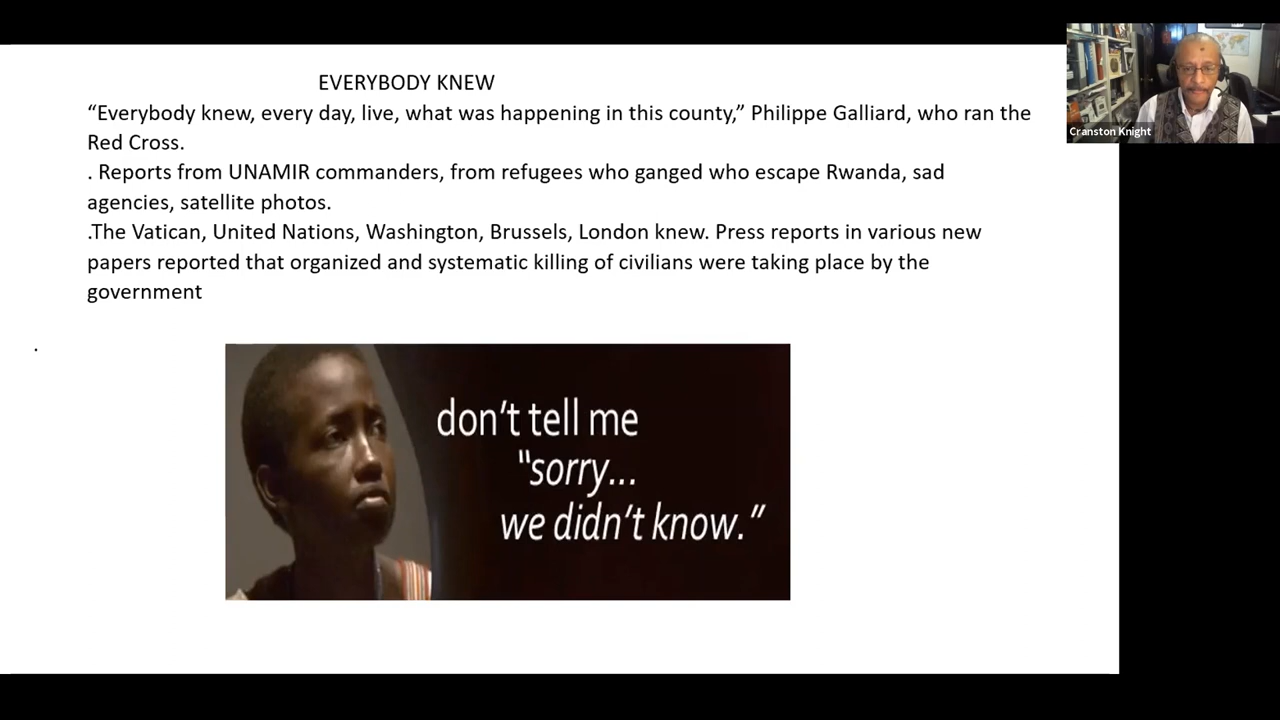 EVERYBODY KNEW
“Everybody knew, every day, live, what was happening in this county,” Philippe Galliard, who ran the
Red Cross.
. Reports from UNAMIR commanders, from refugees who ganged who escape Rwanda, sad
agencies, satellite photos.
.The Vatican, United Nations, Washington, Brussels, London knew. Press reports in various new
papers reported that organized and systematic killing of civilians were taking place by the
government
.
don’t tell me
“sorry...
we didn’t know.”
Cranston Knight